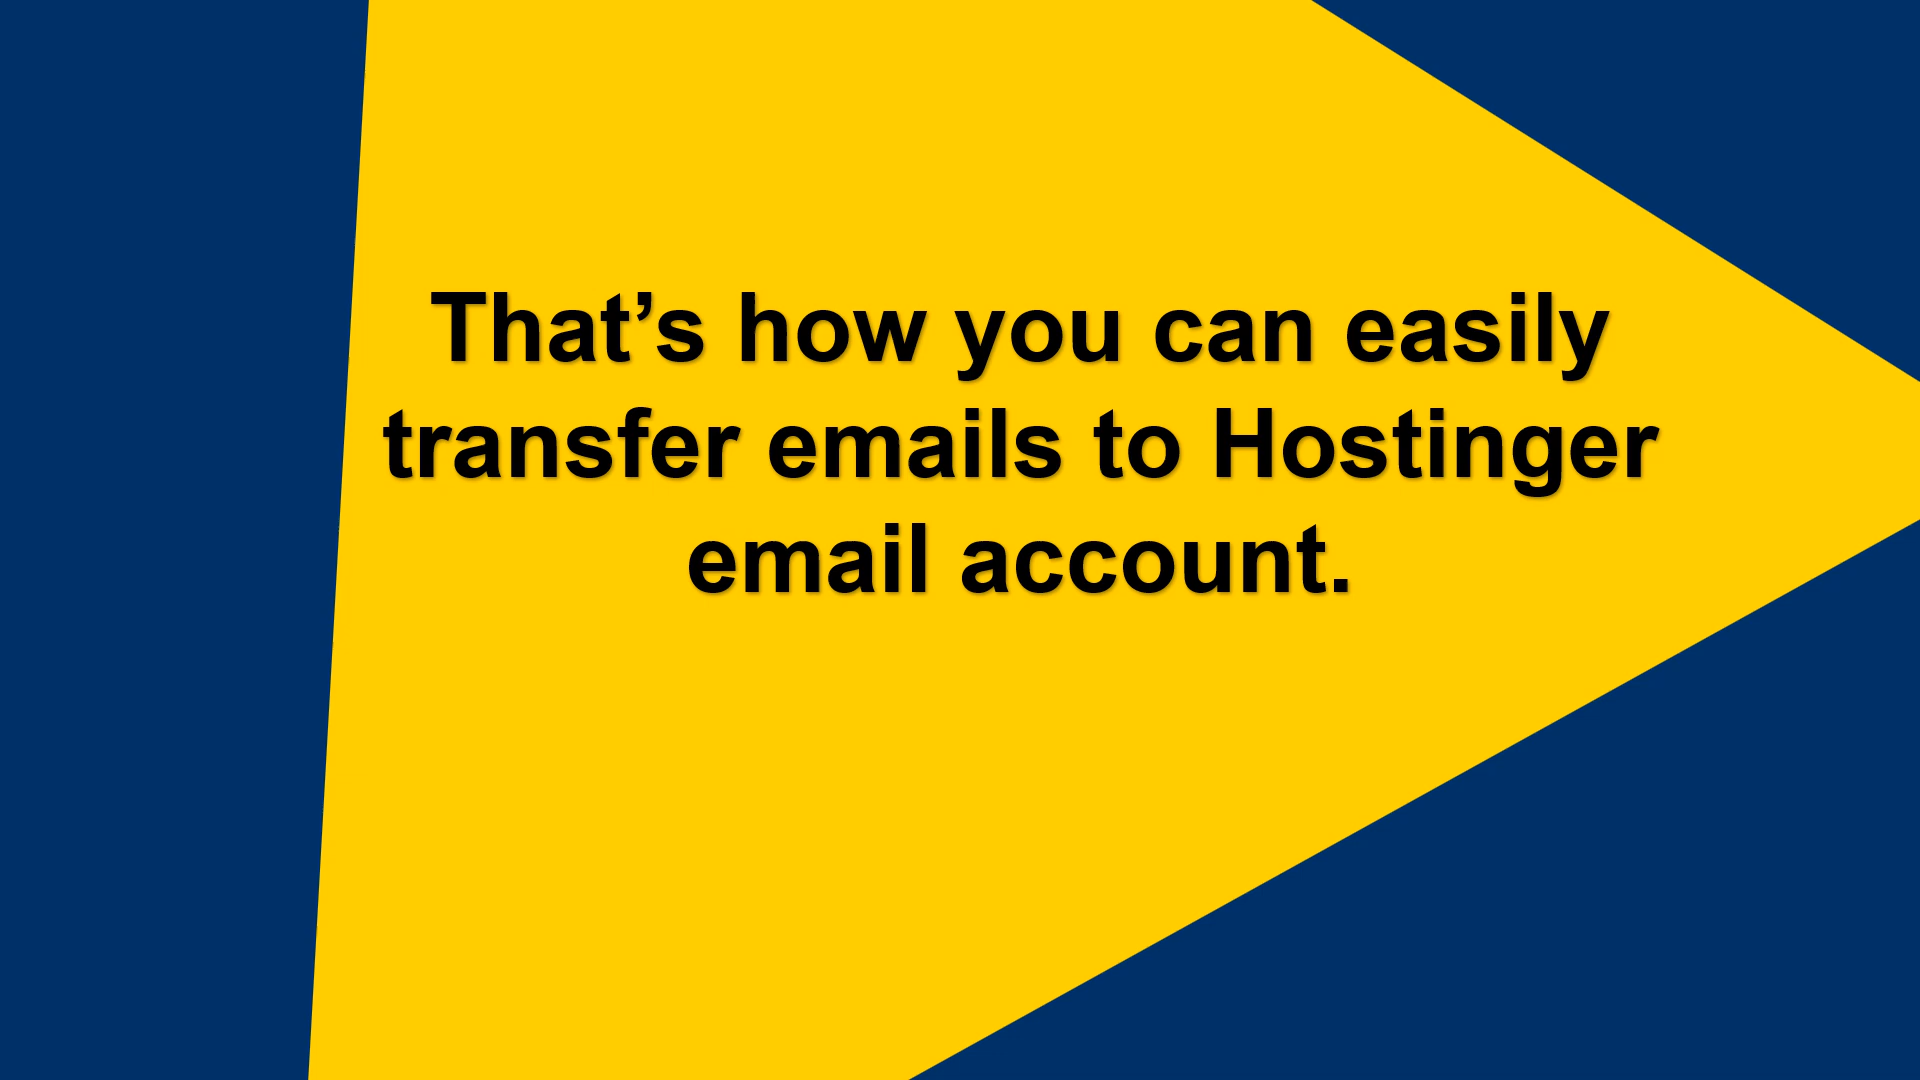 That’s how you can easily
transfer emails to Hostinger
email account.